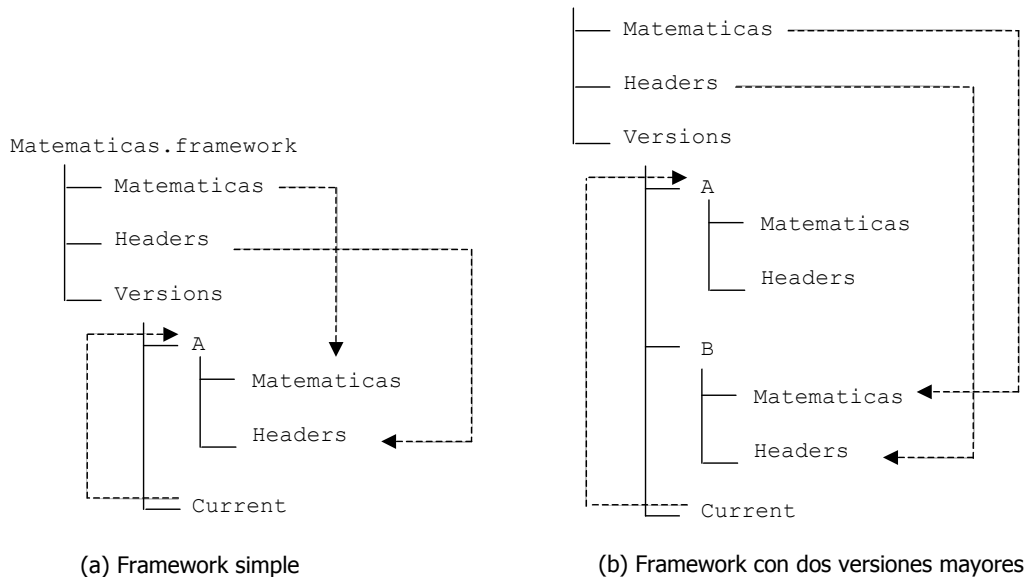 Matematicas.framework
Matematicas
Headers
Versions
A
Matematicas
Headers
Current
(a) Framework simple
Matematicas
Headers
Versions
A
Matematicas
Headers
B
Matematicas
Headers
Current
(b) Framework con dos versiones mayores